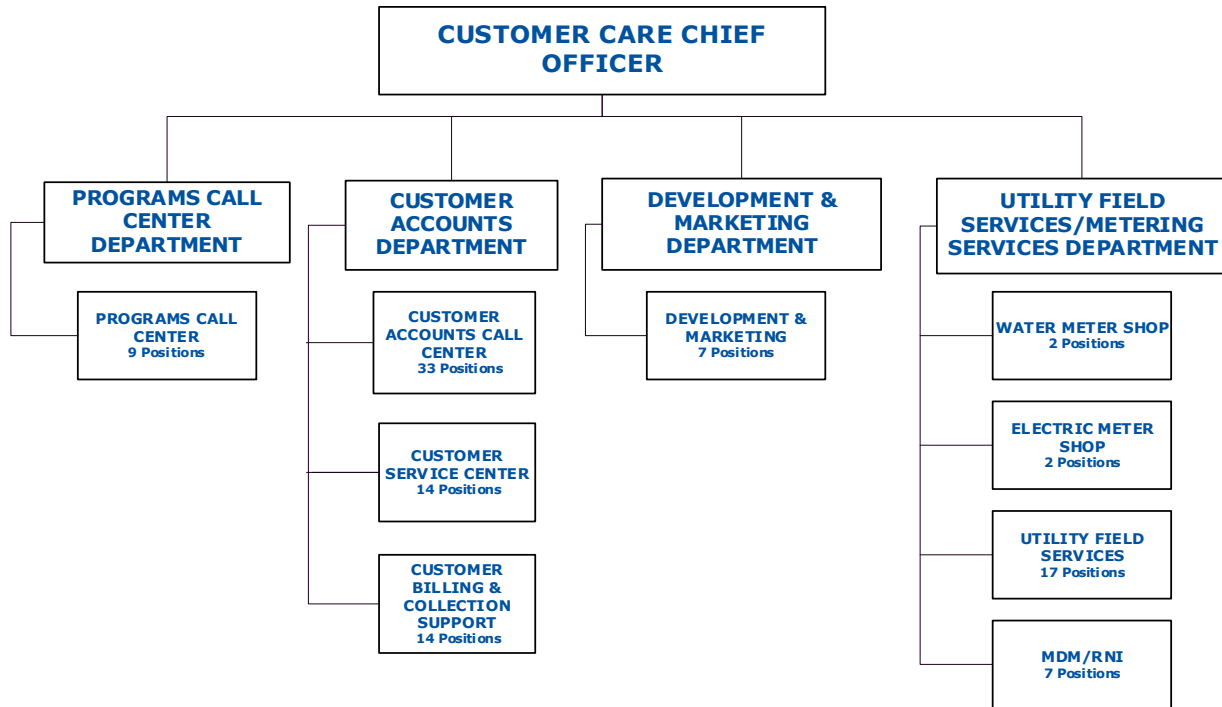 CUSTOMER CARE CHIEF
OFFICER
PROGRAMS CALL
CENTER
DEPARTMENT
CUSTOMER
ACCOUNTS
DEPARTMENT
DEVELOPMENT &
MARKETING
DEPARTMENT
UTILITY FIELD
SERVICES/METERING
SERVICES DEPARTMENT
PROGRAMS CALL
CENTER
9 Positions
CUSTOMER
ACCOUNTS CALL
CENTER
33 Positions
CUSTOMER
SERVICE CENTER
14 Positions
CUSTOMER
BILLING &
COLLECTION
SUPPORT
14 Positions
DEVELOPMENT &
MARKETING
7 Positions
WATER METER SHOP
2 Positions
ELECTRIC METER
SHOP
2 Positions
UTILITY FIELD
SERVICES
17 Positions
MDM/RNI
7 Positions